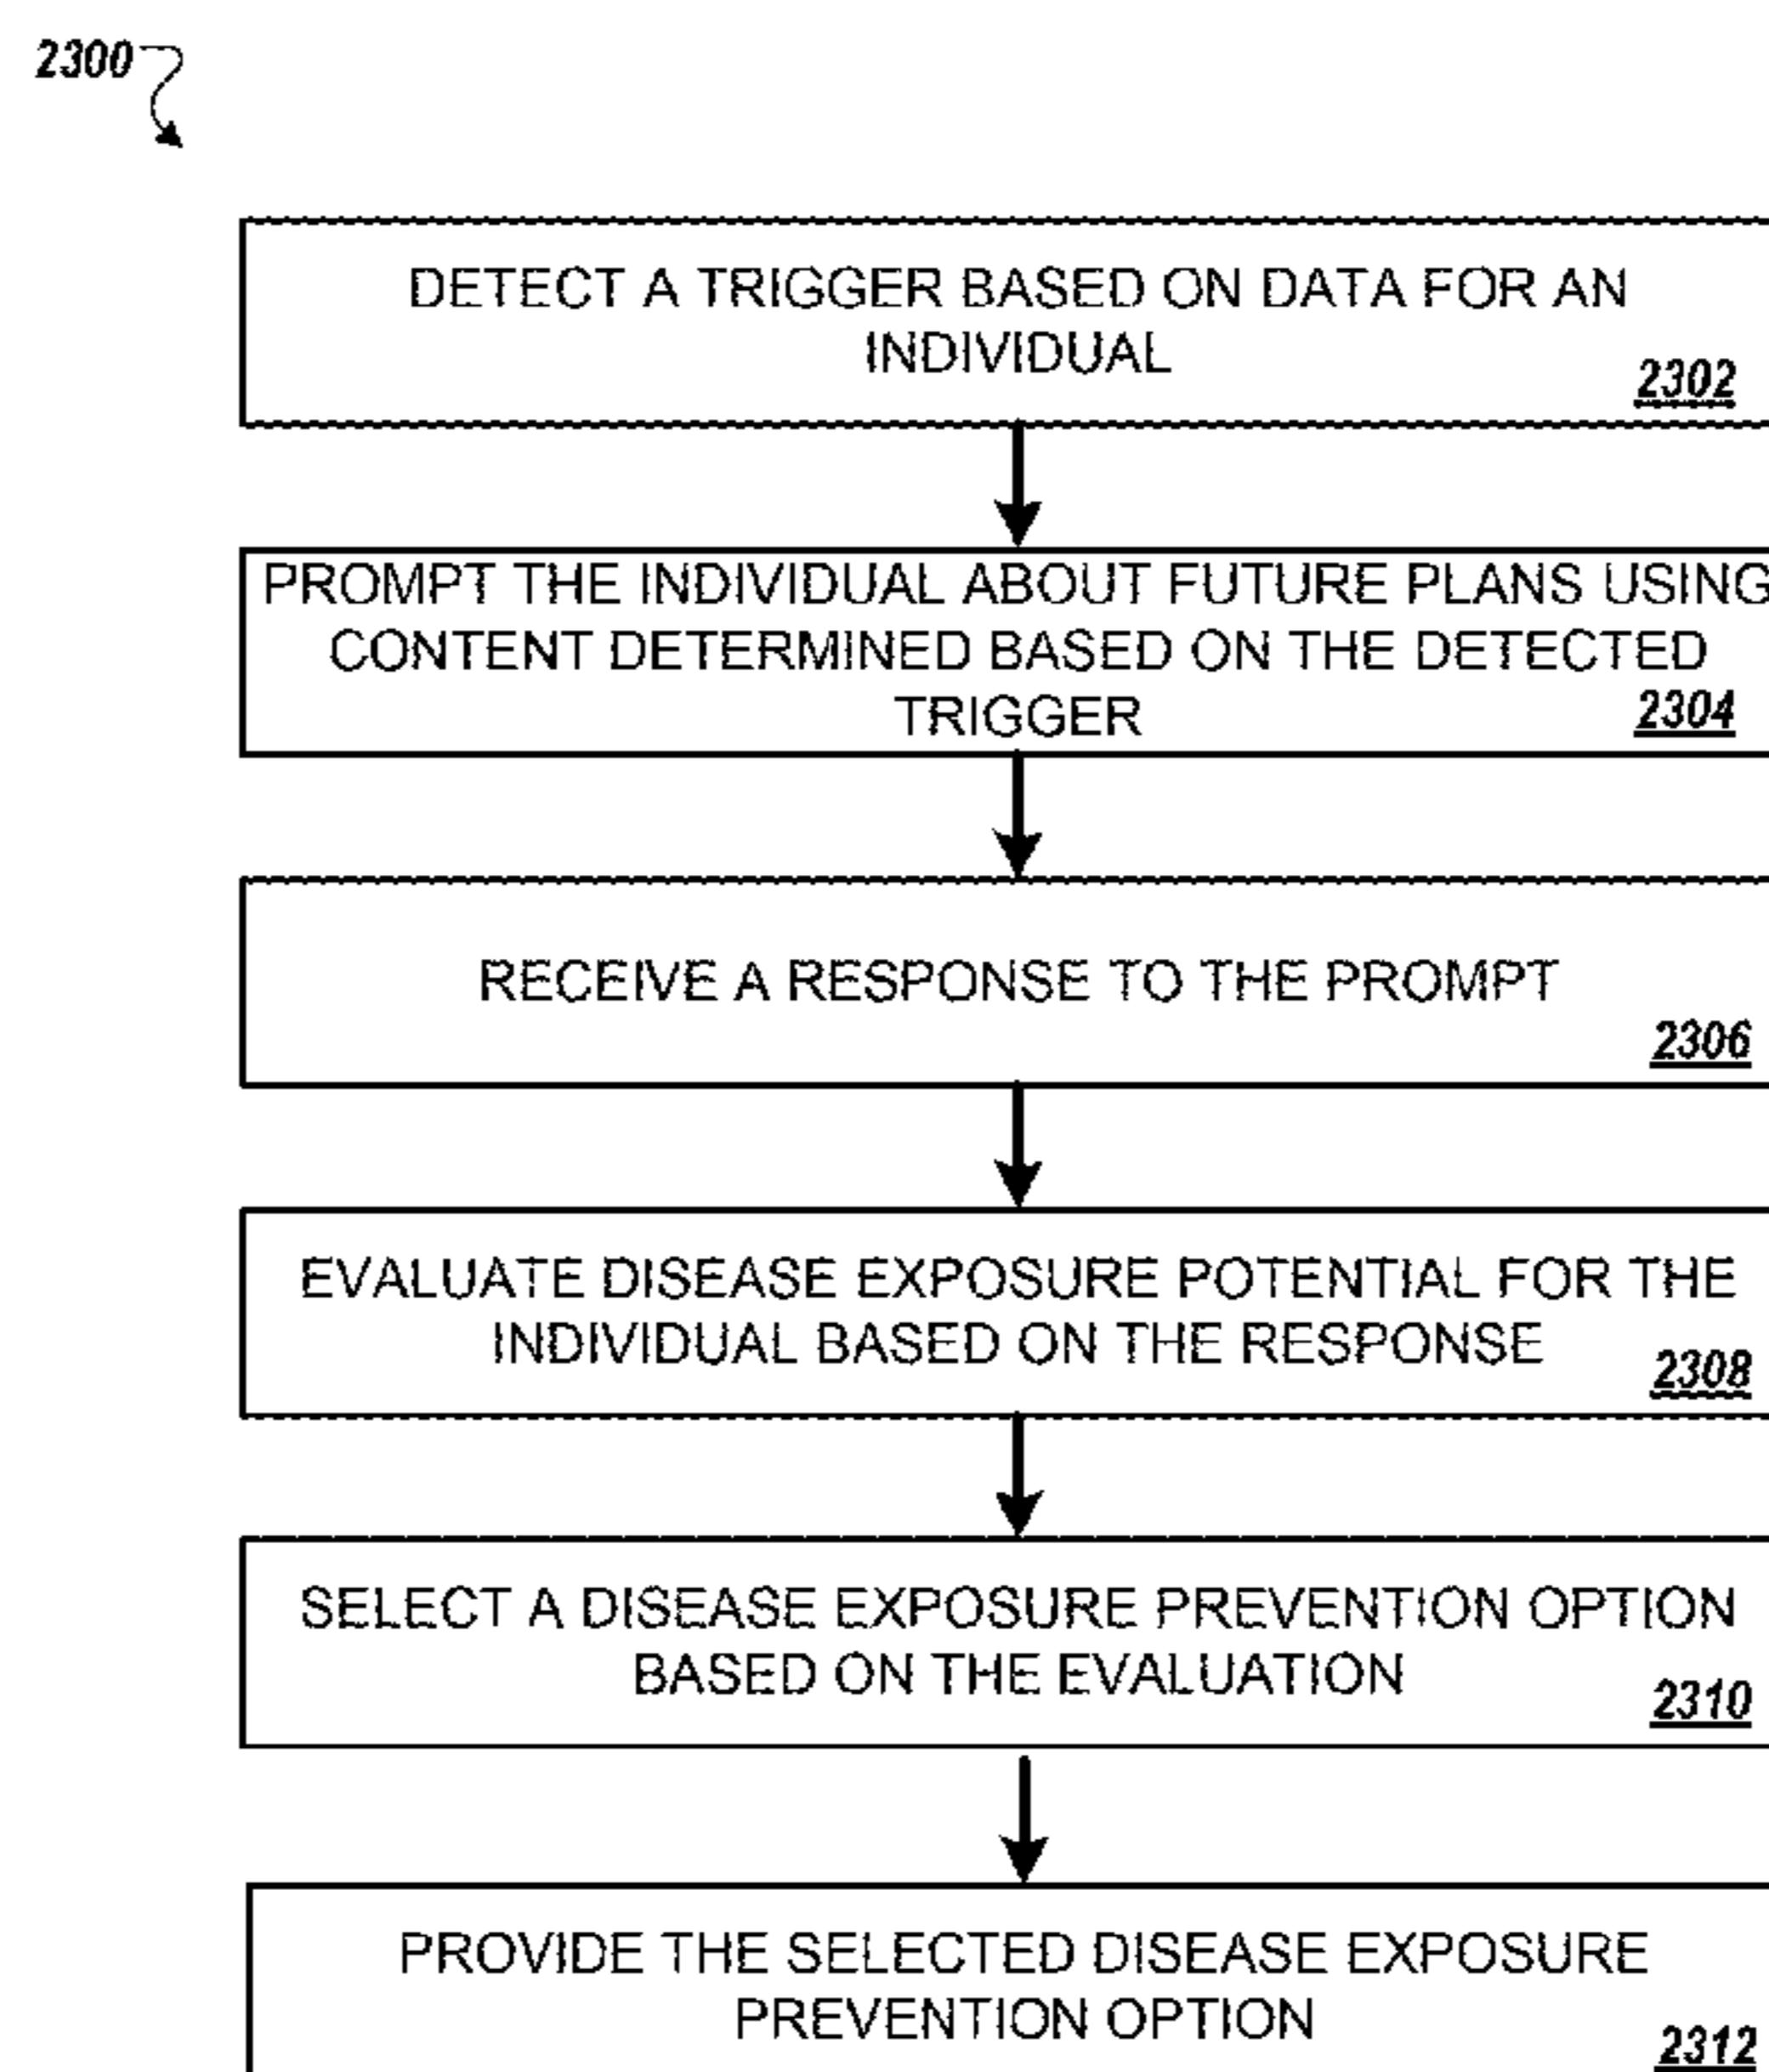 2300
DETECT A TRIGGER BASED ON DATA FOR AN
INDIVIDUAL
2302
PROMPT THE INDIVIDUAL ABOUT FUTURE PLANS USING
CONTENT DETERMINED BASED ON THE DETECTED
TRIGGER
2304
RECEIVE A RESPONSE TO THE PROMPT
2306
EVALUATE DISEASE EXPOSURE POTENTIAL FOR THE
INDIVIDUAL BASED ON THE RESPONSE
2308
SELECT A DISEASE EXPOSURE PREVENTION OPTION
BASED ON THE EVALUATION
2310
PROVIDE THE SELECTED DISEASE EXPOSURE
PREVENTION OPTION
2312